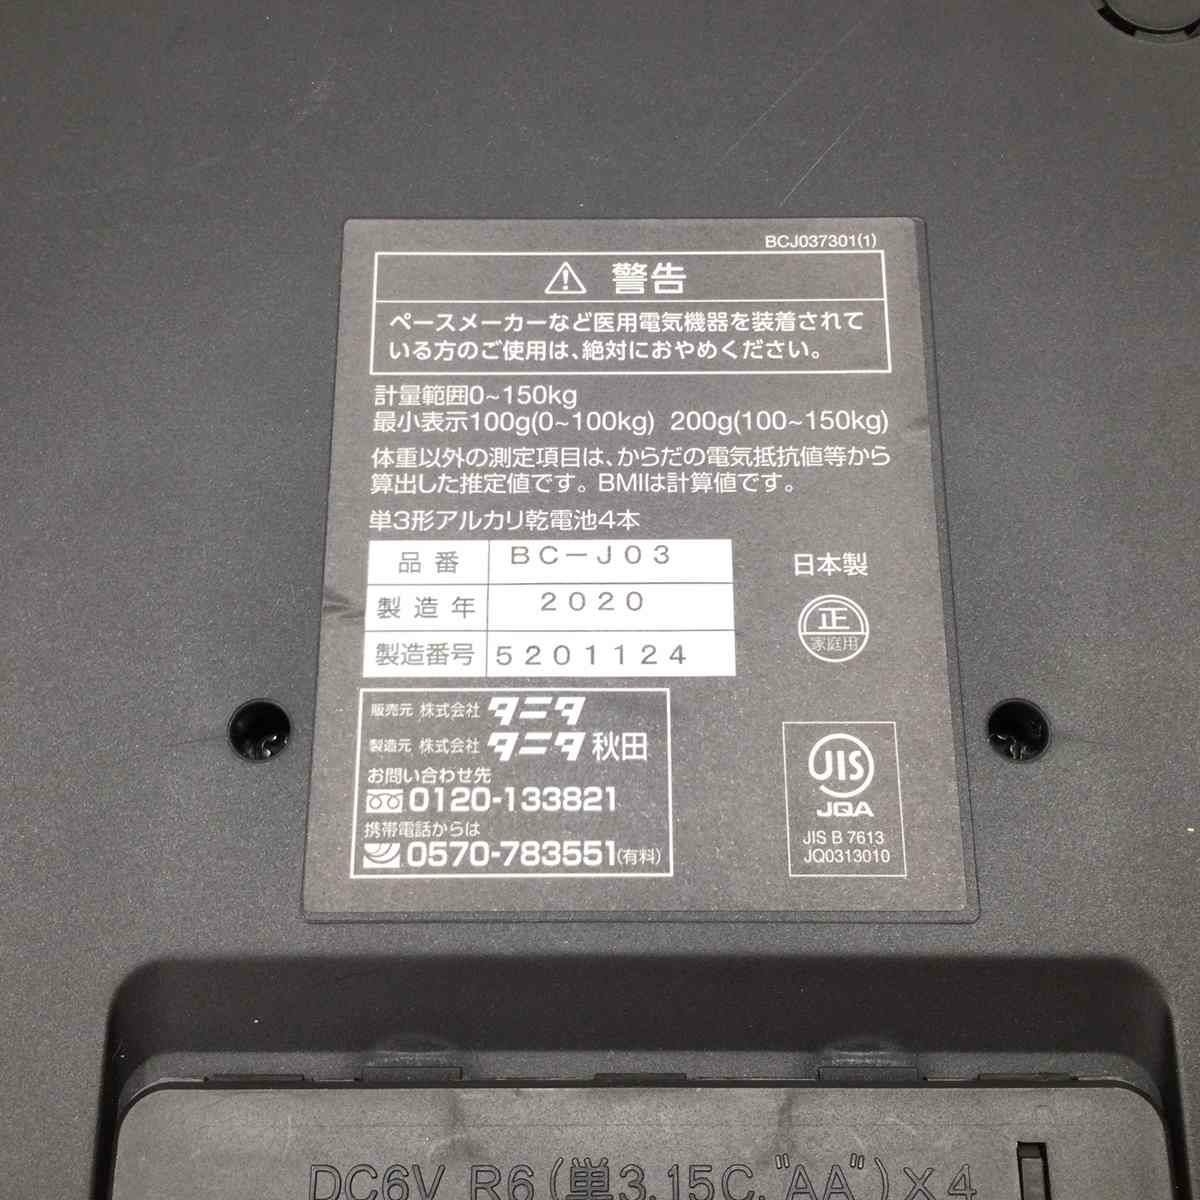 BCJ037301(1)
⚠ 警告
ペースメーカーなど医用電気機器を装着されて
いる方のご使用は、絶対におやめください。
計量範囲0~150kg
最小表示100g(0~100kg) 200g(100~150kg)
体重以外の測定項目は、からだの電気抵抗値等から
算出した推定値です。BMIは計算値です。
単3形アルカリ乾電池4本
品番 BC-J03
製造年 2020
製造番号 5201124
日本製
正
家庭用
販売元 株式会社 タニタ
製造元 株式会社 タニタ 秋田
お問い合わせ先
0120-133821
携帯電話からは
0570-783551(有料)
JIS
JQA
JIS B 7613
JQ0313010
DC6V R6(単3.15C."AA")×4